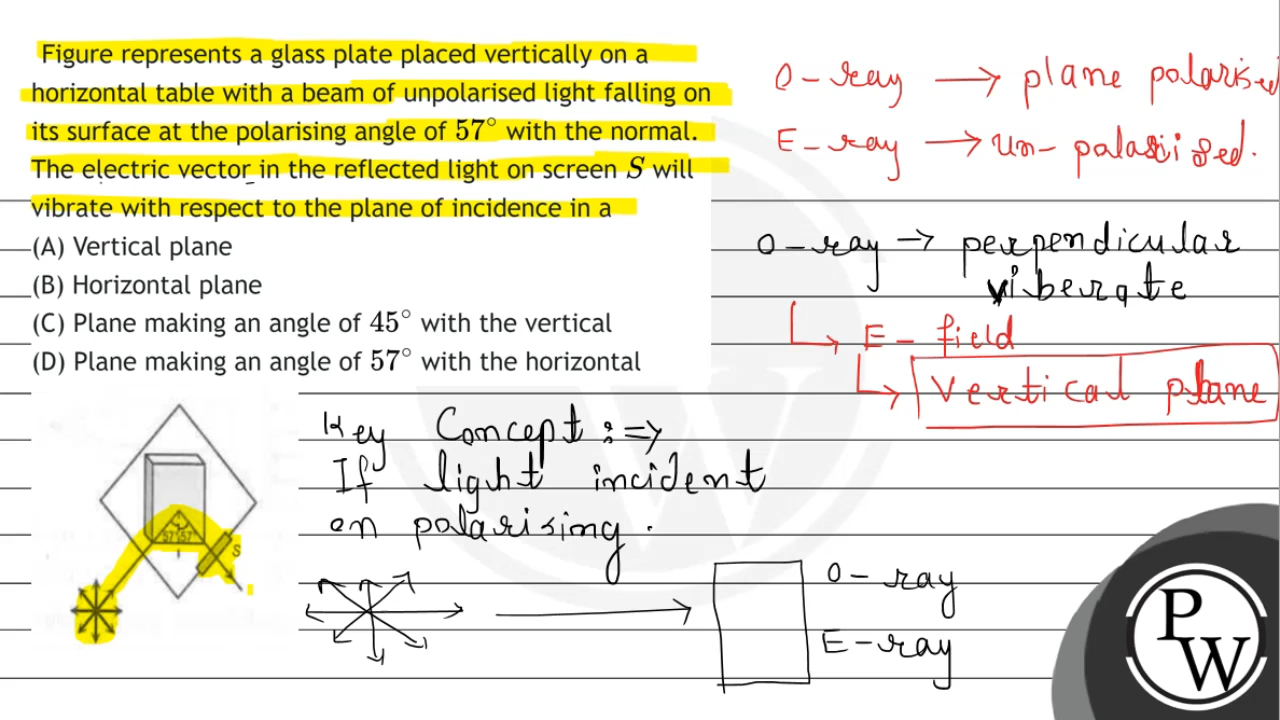 Figure represents a glass plate placed vertically on a
horizontal table with a beam of unpolarised light falling on
its surface at the polarising angle of 57° with the normal.
The electric vector in the reflected light on screen S will
vibrate with respect to the plane of incidence in a
(A) Vertical plane
(B) Horizontal plane
(C) Plane making an angle of 45° with the vertical
(D) Plane making an angle of 57° with the horizontal
57° 57°
S
O-ray → plane polarised
E-ray → un-polarised.
O-ray → perpendicular
viberate
E-field
Vertical plane
Key Concept :⇒
If light incident
on polarising.
O-ray
E-ray
P
W